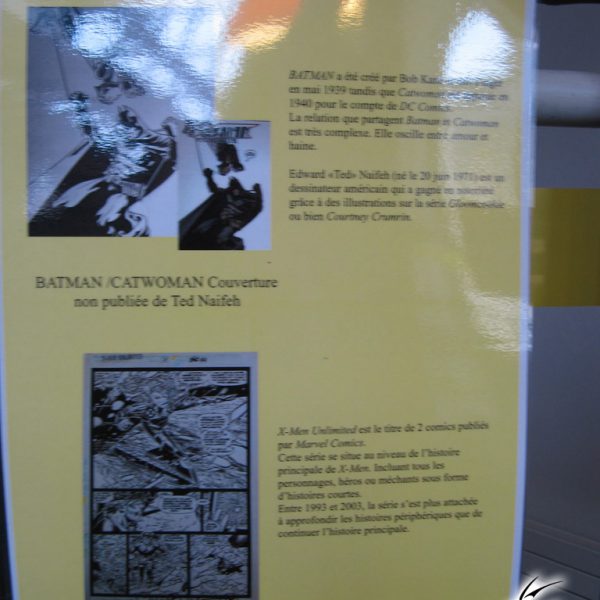 BATMAN a été créé par Bob Kane
en mai 1939 tandis que Catwoman en
1940 pour le compte de DC Comics.
La relation que partagent Batman et Catwoman
est très complexe. Elle oscille entre amour et
haine.
Edward «Ted» Naifeh (né le 20 juin 1971) est un
dessinateur américain qui a gagné en notoriété
grâce à des illustrations sur la série Gloomcookie
ou bien Courtney Crumrin.
BATMAN /CATWOMAN Couverture
non publiée de Ted Naifeh
X-Men Unlimited est le titre de 2 comics publiés
par Marvel Comics.
Cette série se situe au niveau de l'histoire
principale de X-Men. Incluant tous les
personnages, héros ou méchants sous forme
d'histoires courtes.
Entre 1993 et 2003, la série s'est plus attachée
à approfondir les histoires périphériques que de
continuer l'histoire principale.